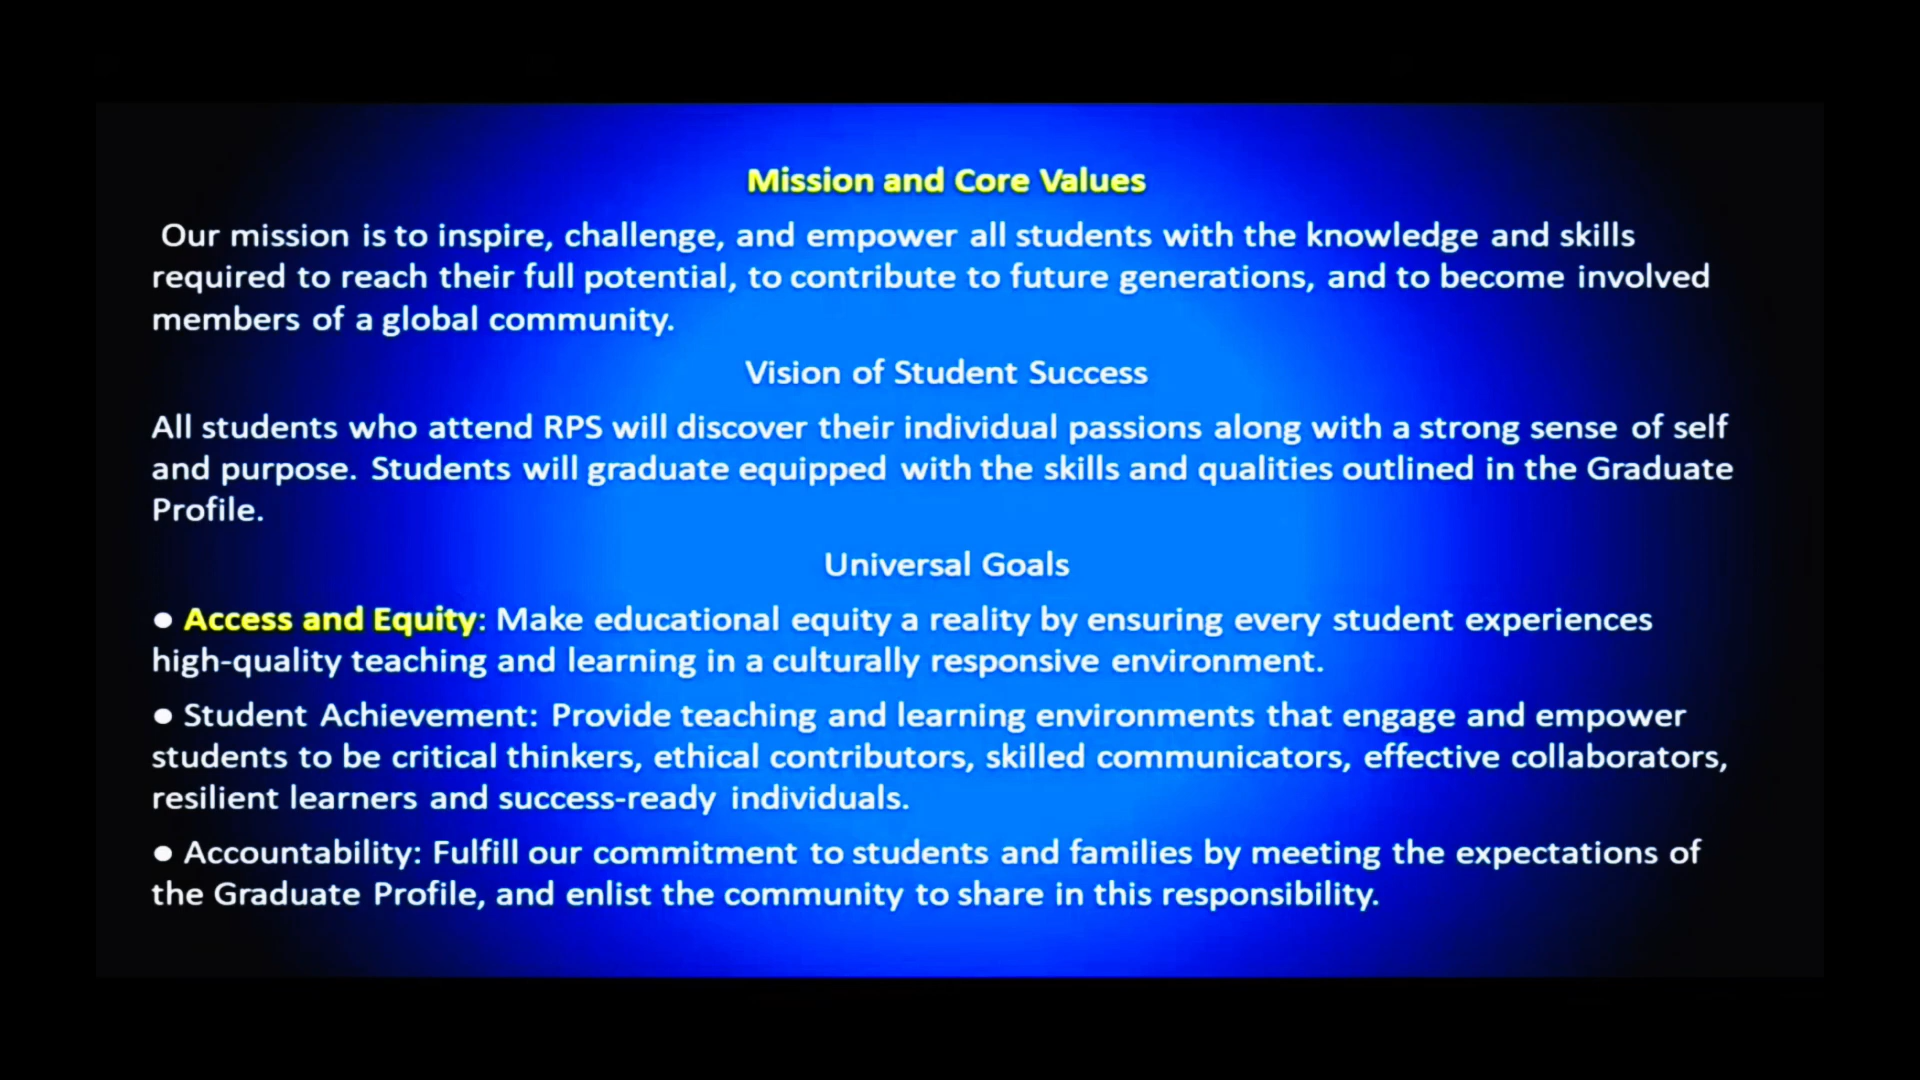 Mission and Core Values
Our mission is to inspire, challenge, and empower all students with the knowledge and skills
required to reach their full potential, to contribute to future generations, and to become involved
members of a global community.
Vision of Student Success
All students who attend RPS will discover their individual passions along with a strong sense of self
and purpose. Students will graduate equipped with the skills and qualities outlined in the Graduate
Profile.
Universal Goals
● Access and Equity: Make educational equity a reality by ensuring every student experiences
high-quality teaching and learning in a culturally responsive environment.
● Student Achievement: Provide teaching and learning environments that engage and empower
students to be critical thinkers, ethical contributors, skilled communicators, effective collaborators,
resilient learners and success-ready individuals.
● Accountability: Fulfill our commitment to students and families by meeting the expectations of
the Graduate Profile, and enlist the community to share in this responsibility.